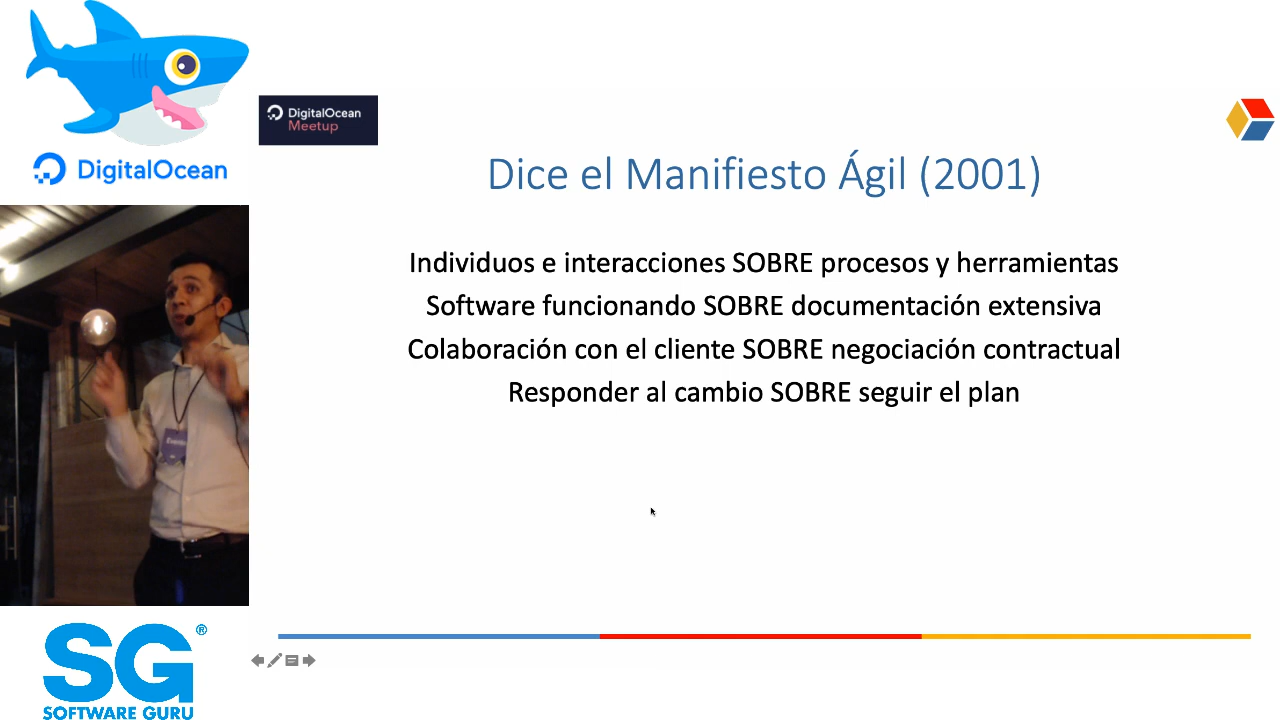 DigitalOcean
DigitalOcean
Meetup
Dice el Manifiesto Ágil (2001)
Individuos e interacciones SOBRE procesos y herramientas
Software funcionando SOBRE documentación extensiva
Colaboración con el cliente SOBRE negociación contractual
Responder al cambio SOBRE seguir el plan
SG®
SOFTWARE GURU